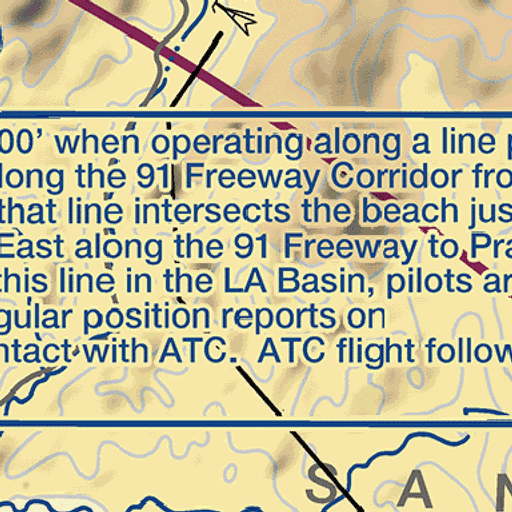 00' when operating along a line p
long the 91 Freeway Corridor fro
that line intersects the beach jus
East along the 91 Freeway to Pra
this line in the LA Basin, pilots ar
gular position reports on
ntact with ATC. ATC flight follow
S A N